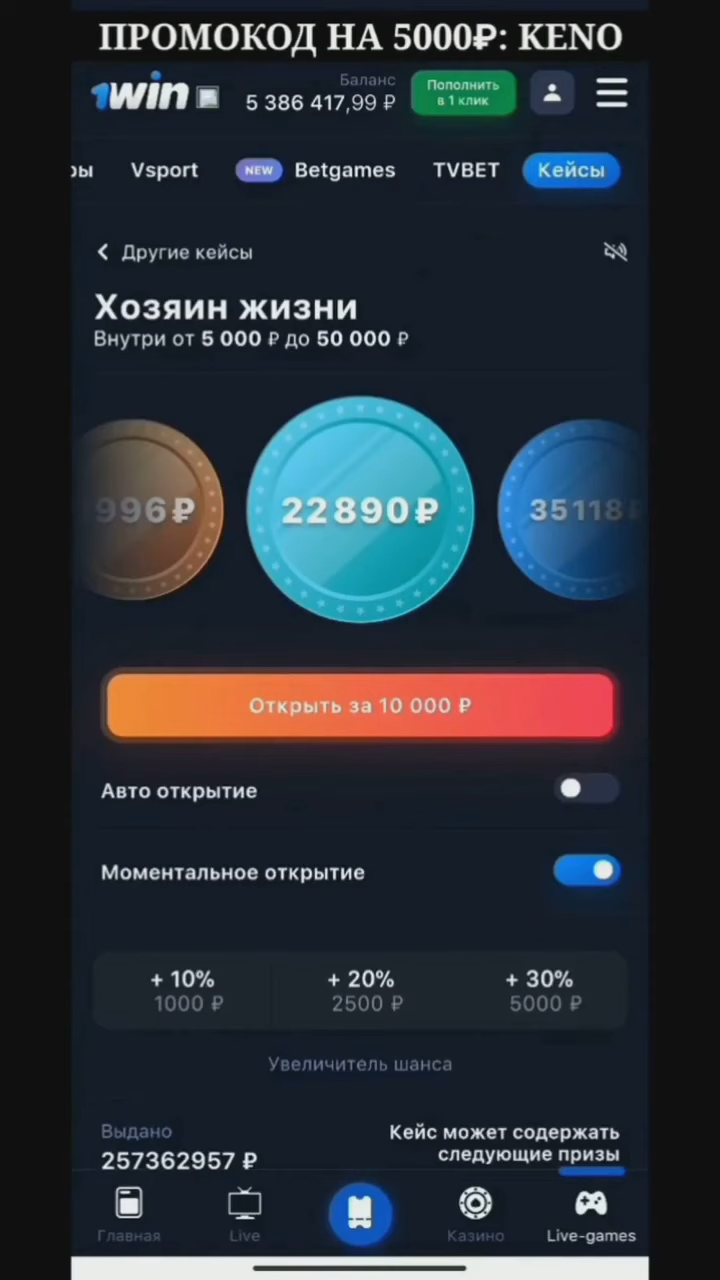 ПРОМОКОД НА 5000₽: KENO
1win
Баланс
5 386 417,99 ₽
Пополнить
в 1 клик
ры Vsport NEW Betgames TVBET Кейсы
Другие кейсы
Хозяин жизни
Внутри от 5 000 ₽ до 50 000 ₽
996₽ 22890₽ 35118₽
Открыть за 10 000 ₽
Авто открытие
Моментальное открытие
+ 10% + 20% + 30%
1000 ₽ 2500 ₽ 5000 ₽
Увеличитель шанса
Выдано
257362957 ₽
Кейс может содержать
следующие призы
Главная Live Казино Live-games